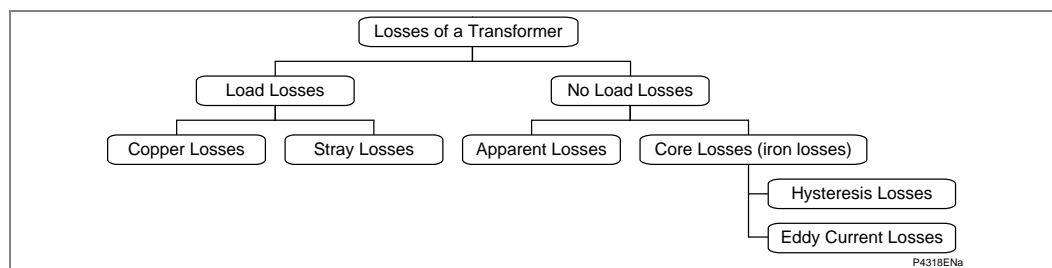 Losses of a Transformer
Load Losses
No Load Losses
Copper Losses
Stray Losses
Apparent Losses
Core Losses (iron losses)
Hysteresis Losses
Eddy Current Losses
P4318ENa